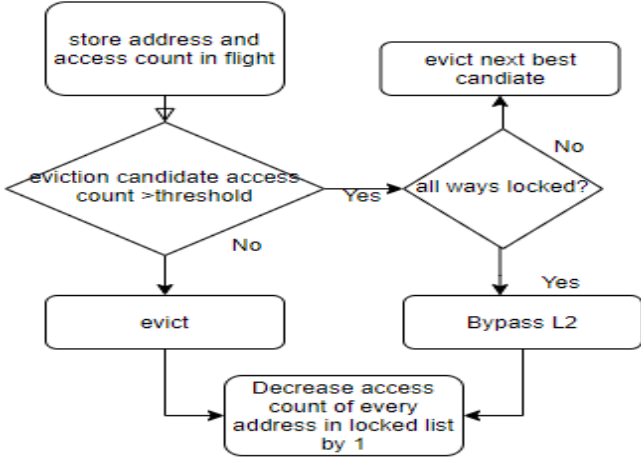 store address and
access count in flight
evict next best
candiate
eviction candidate access
count >threshold
Yes
all ways locked?
No
No
Yes
evict
Bypass L2
Decrease access
count of every
address in locked list
by 1